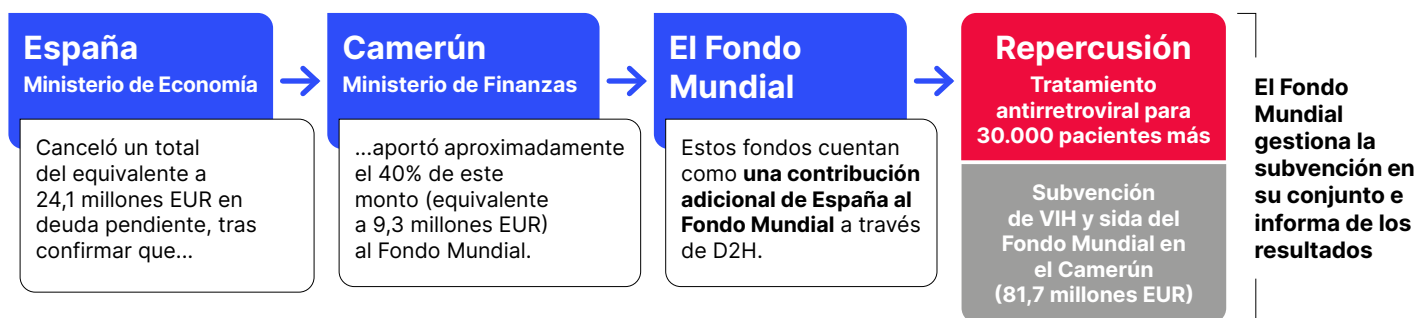 España
Ministerio de Economía
Canceló un total
del equivalente a
24,1 millones EUR en
deuda pendiente, tras
confirmar que...
Camerún
Ministerio de Finanzas
...aportó aproximadamente
el 40% de este
monto (equivalente
a 9,3 millones EUR)
al Fondo Mundial.
El Fondo
Mundial
Estos fondos cuentan
como una contribución
adicional de España al
Fondo Mundial a través
de D2H.
Repercusión
Tratamiento
antirretroviral para
30.000 pacientes más
Subvención
de VIH y sida del
Fondo Mundial en
el Camerún
(81,7 millones EUR)
El Fondo
Mundial
gestiona la
subvención en
su conjunto e
informa de los
resultados